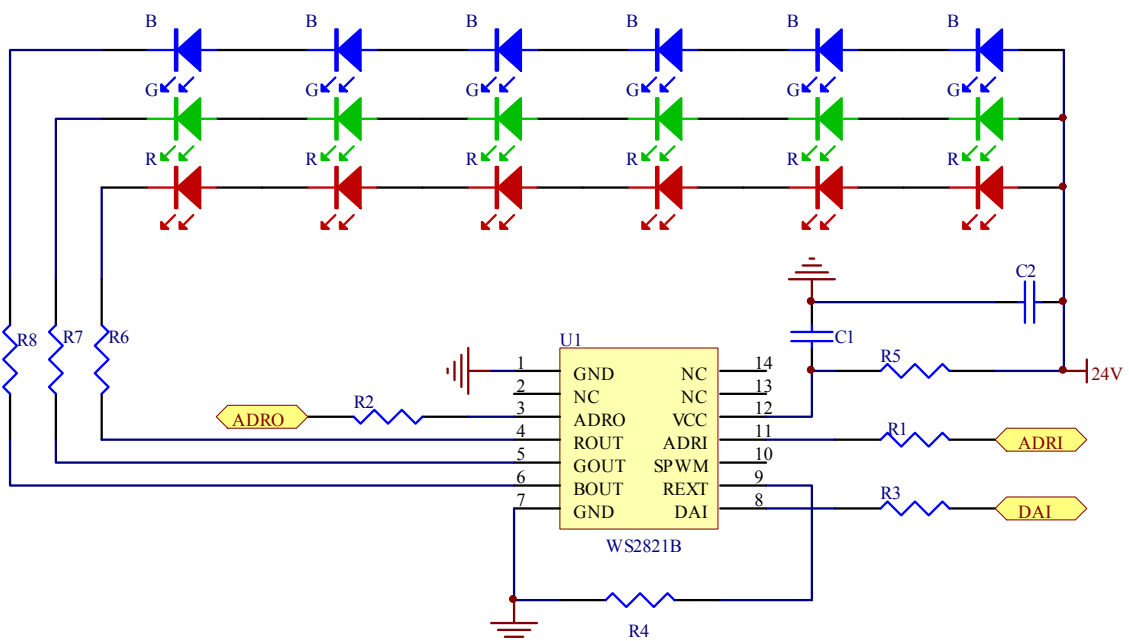 B B B B B B
G G G G G G
R R R R R R
C2
C1
R8 R7 R6
U1
R5
24V
1 GND NC 14
2 NC NC 13
ADRO R2 3 ADRO VCC 12
4 ROUT ADRI 11 R1 ADRI
5 GOUT SPWM 10
6 BOUT REXT 9
7 GND DAI 8 R3 DAI
WS2821B
R4